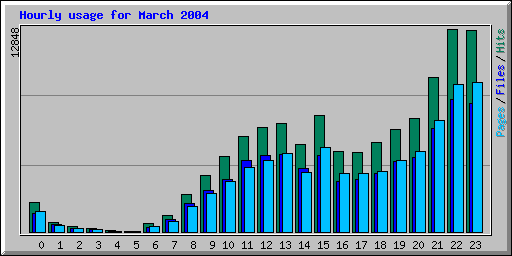 Hourly usage for March 2004
12848
Pages/Files/Hits
0 1 2 3 4 5 6 7 8 9 10 11 12 13 14 15 16 17 18 19 20 21 22 23